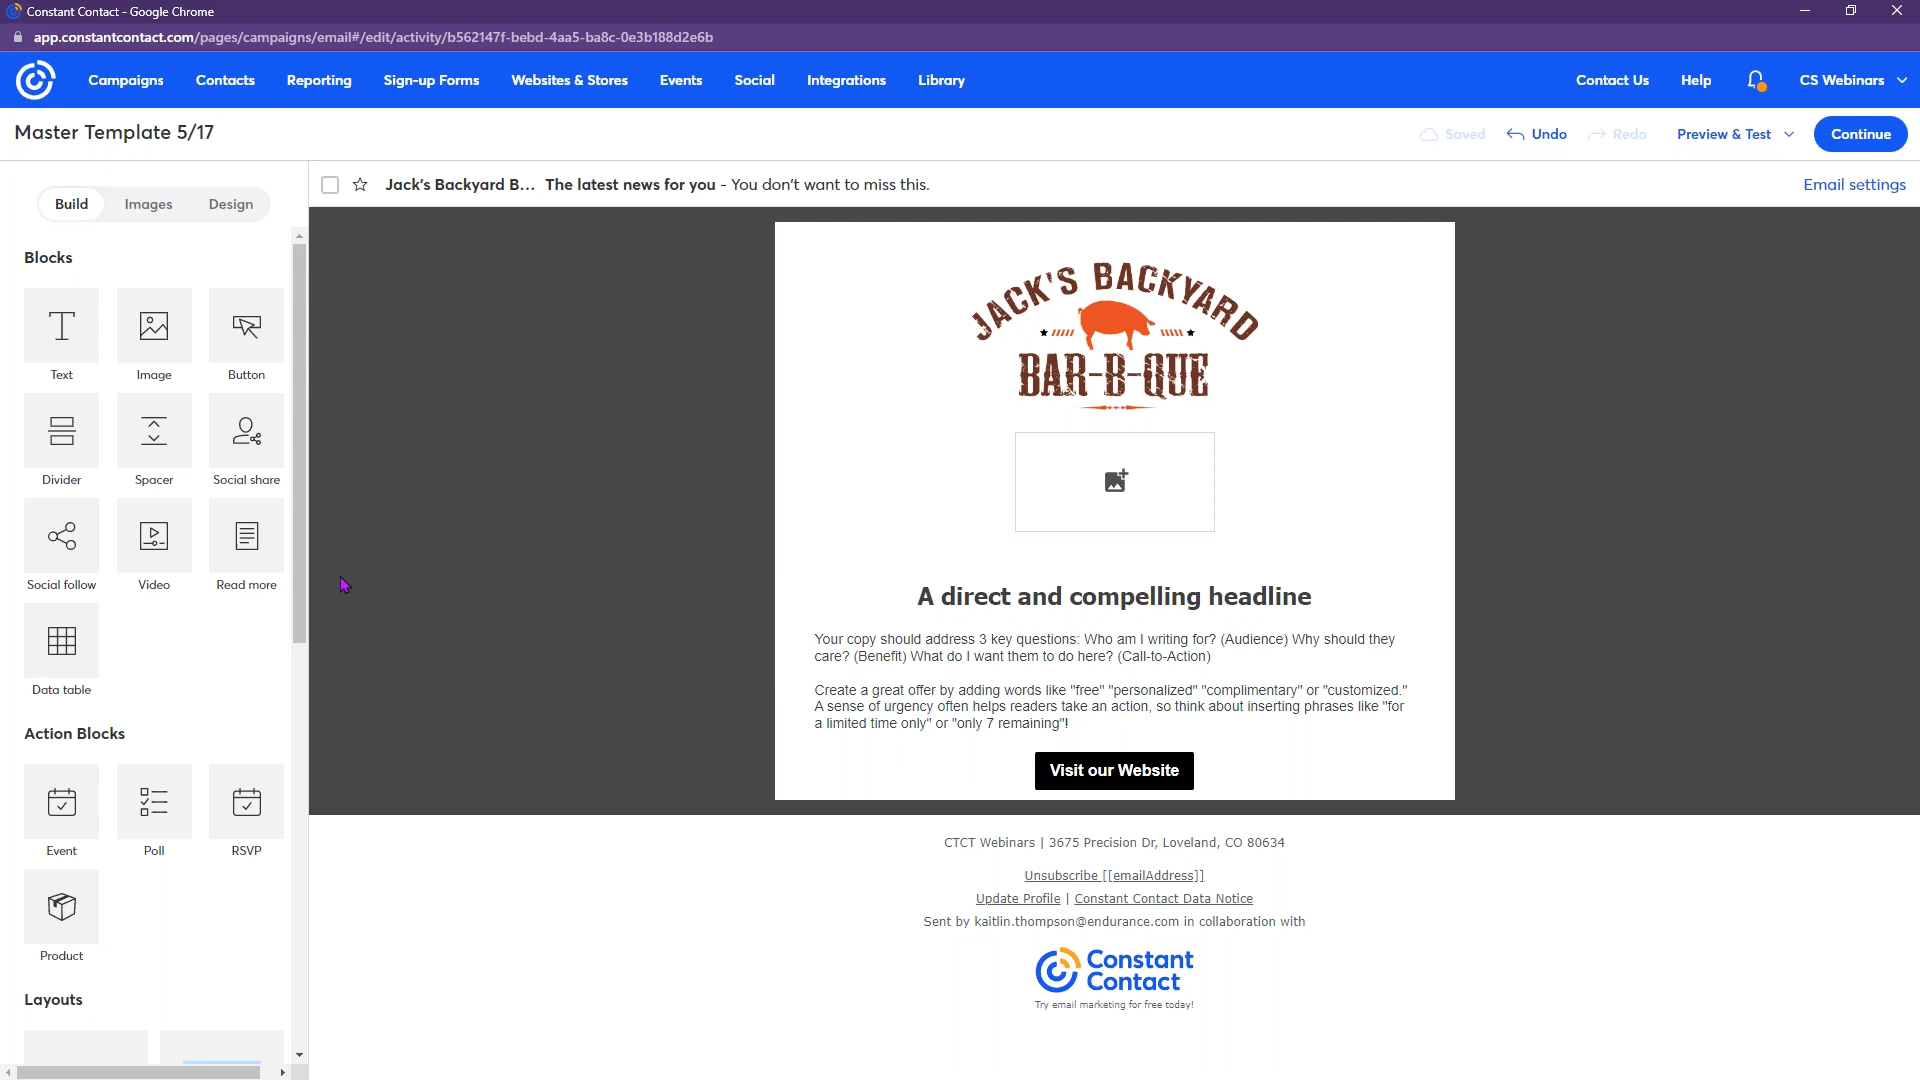 Constant Contact - Google Chrome
app.constantcontact.com/pages/campaigns/email#/edit/activity/b562147f-bebd-4aa5-ba8c-0e3b188d2e6b
Campaigns Contacts Reporting Sign-up Forms Websites & Stores Events Social Integrations Library Contact Us Help CS Webinars
Master Template 5/17 Saved Undo Redo Preview & Test Continue
Jack's Backyard B... The latest news for you - You don't want to miss this. Email settings
Build Images Design
Blocks
Text Image Button
Divider Spacer Social share
Social follow Video Read more
Data table
Action Blocks
Event Poll RSVP
Product
Layouts
JACK'S BACKYARD
BAR-B-QUE
A direct and compelling headline
Your copy should address 3 key questions: Who am I writing for? (Audience) Why should they
care? (Benefit) What do I want them to do here? (Call-to-Action)
Create a great offer by adding words like "free" "personalized" "complimentary" or "customized."
A sense of urgency often helps readers take an action, so think about inserting phrases like "for
a limited time only" or "only 7 remaining"!
Visit our Website
CTCT Webinars | 3675 Precision Dr, Loveland, CO 80634
Unsubscribe [[emailAddress]]
Update Profile | Constant Contact Data Notice
Sent by kaitlin.thompson@endurance.com in collaboration with
Constant
Contact
Try email marketing for free today!